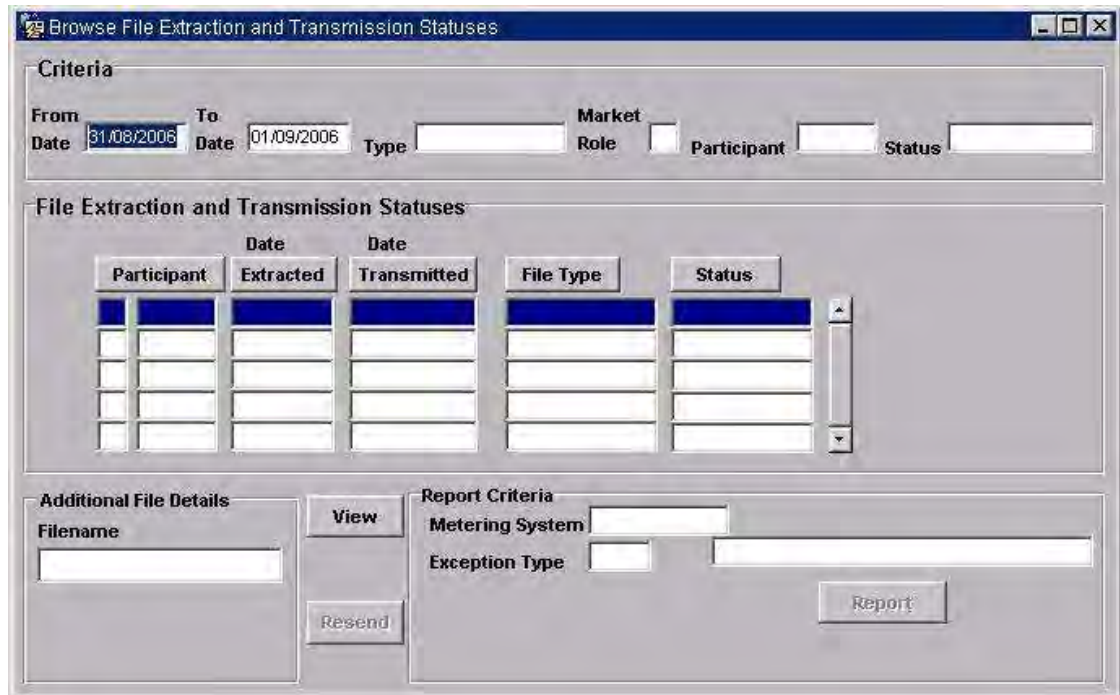 Browse File Extraction and Transmission Statuses
Criteria
From Date 31/08/2006 To Date 01/09/2006 Type Market Role Participant Status
File Extraction and Transmission Statuses
Participant Date Extracted Date Transmitted File Type Status
Additional File Details
Filename
View
Resend
Report Criteria
Metering System
Exception Type
Report